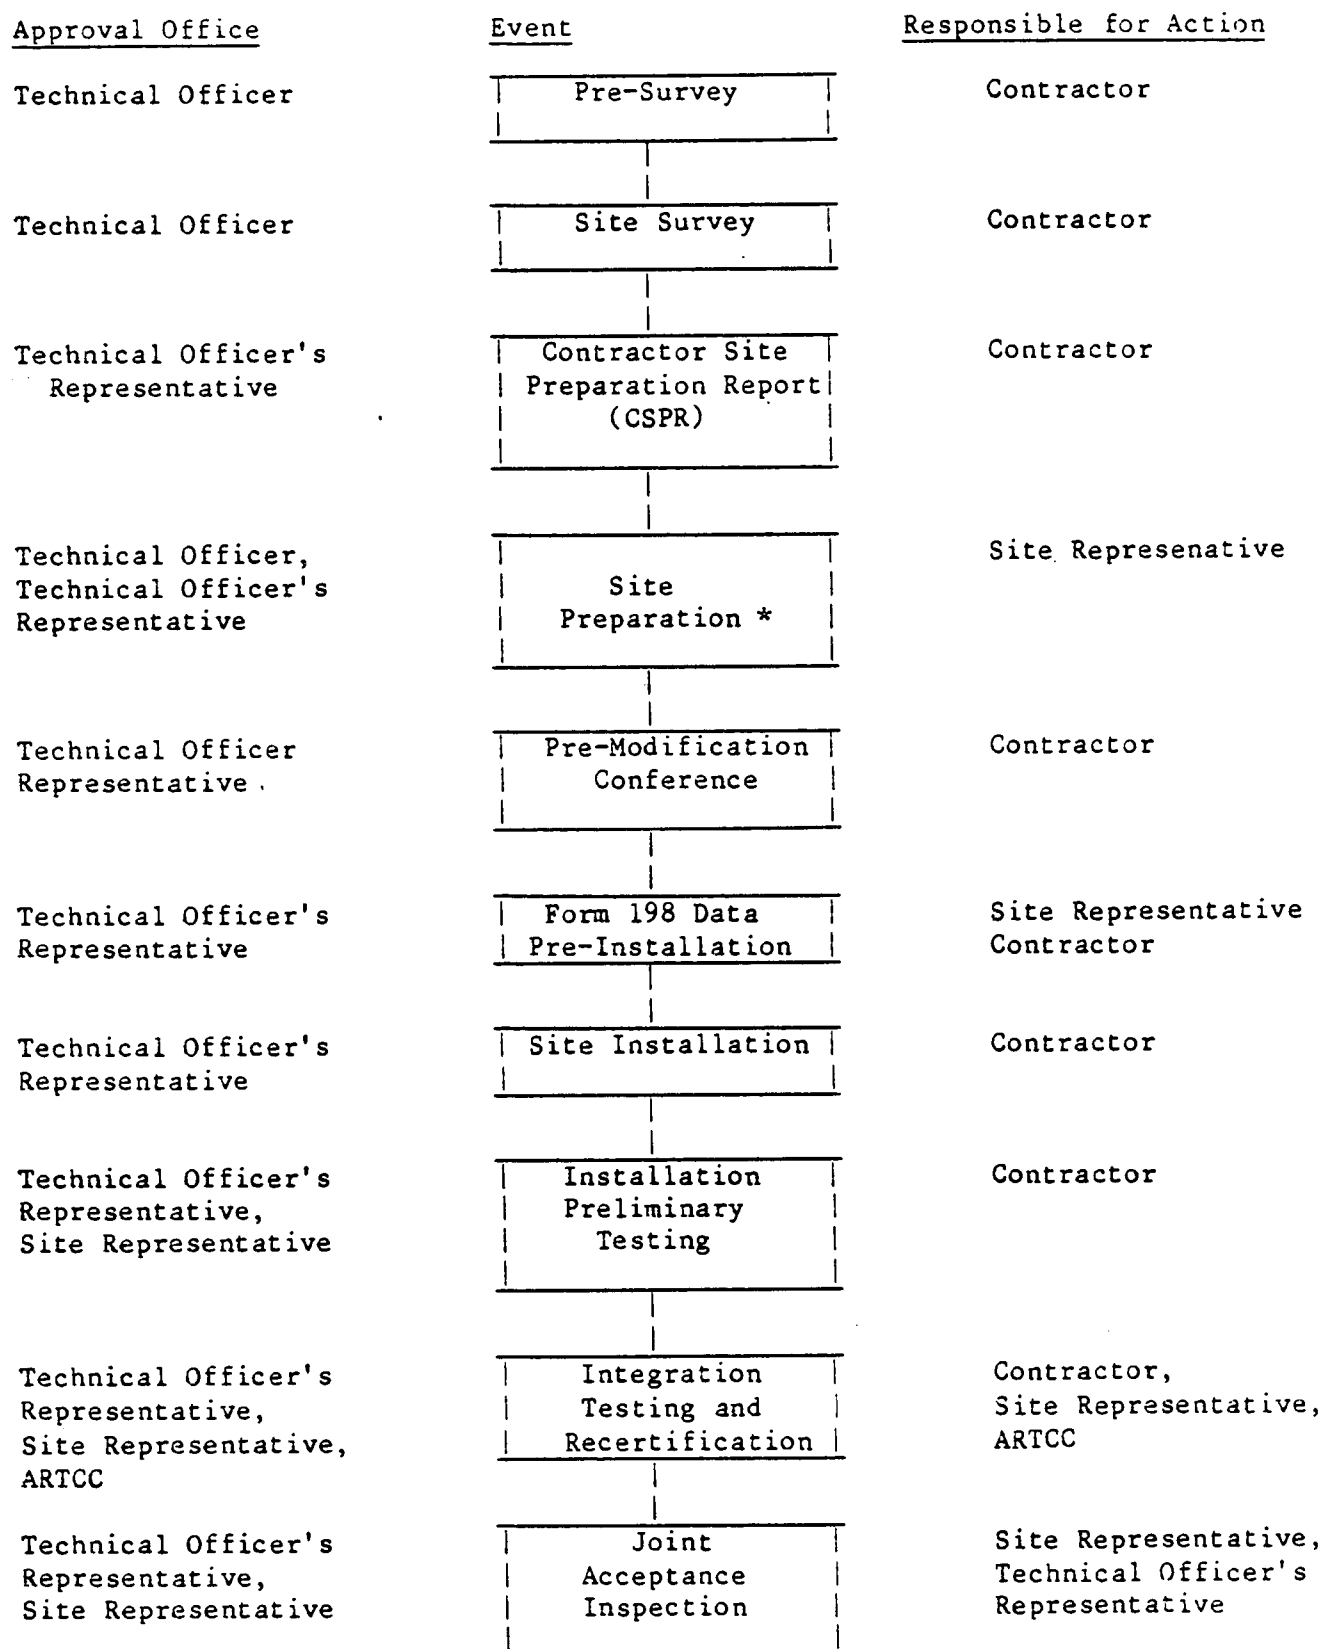 Approval Office Event Responsible for Action
Technical Officer Pre-Survey Contractor
Technical Officer Site Survey Contractor
Technical Officer's Contractor Site Contractor
Representative Preparation Report
(CSPR)
Technical Officer, Site Represenative
Technical Officer's Site
Representative Preparation *
Technical Officer Pre-Modification Contractor
Representative Conference
Technical Officer's Form 198 Data Site Representative
Representative Pre-Installation Contractor
Technical Officer's Site Installation Contractor
Representative
Technical Officer's Installation Contractor
Representative, Preliminary
Site Representative Testing
Technical Officer's Integration Contractor,
Representative, Testing and Site Representative,
Site Representative, Recertification ARTCC
ARTCC
Technical Officer's Joint Site Representative,
Representative, Acceptance Technical Officer's
Site Representative Inspection Representative